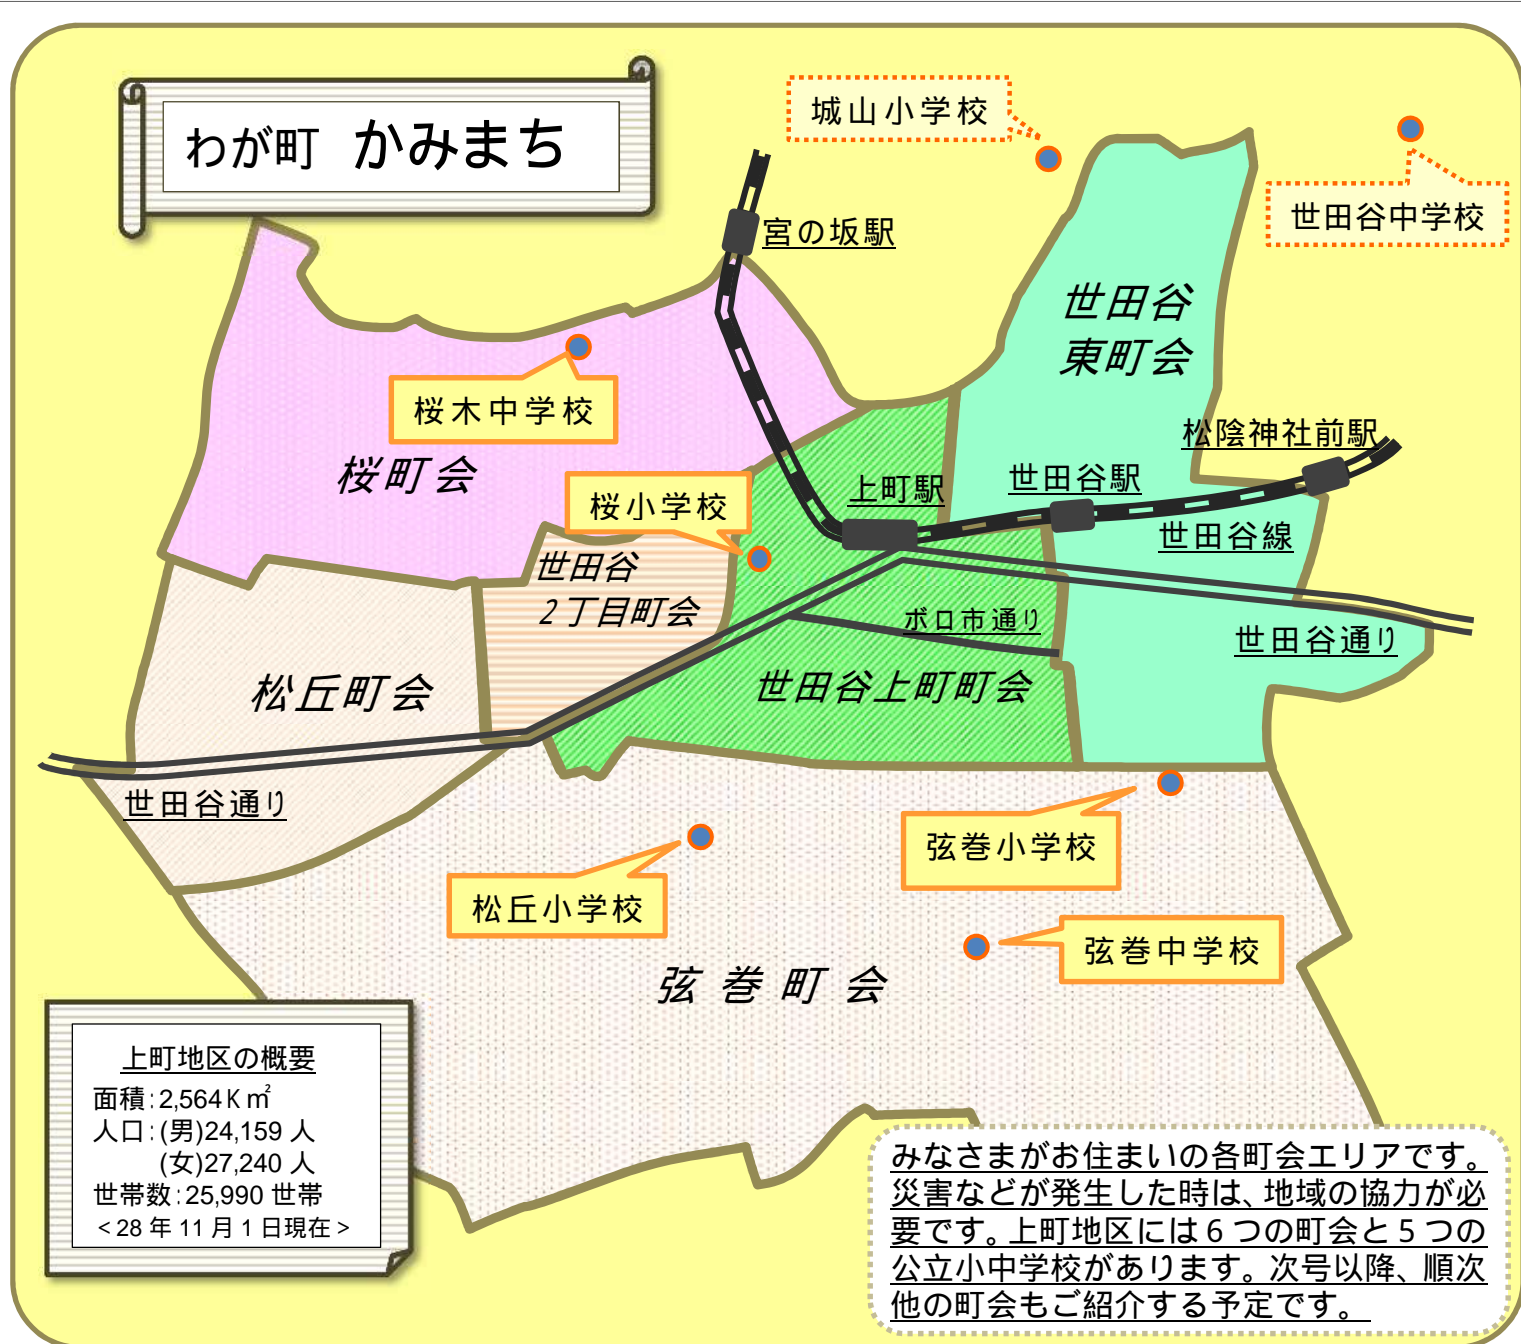 わが町 かみまち
城山小学校
世田谷中学校
宮の坂駅
世田谷
東町会
桜木中学校
松陰神社前駅
桜町会
上町駅
世田谷駅
桜小学校
世田谷線
世田谷
2丁目町会
ボロ市通り
世田谷通り
松丘町会
世田谷上町町会
世田谷通り
弦巻小学校
松丘小学校
弦巻中学校
弦巻町会
上町地区の概要
面積:2,564K㎡
人口:(男)24,159人
(女)27,240人
世帯数:25,990世帯
<28年11月1日現在>
みなさまがお住まいの各町会エリアです。
災害などが発生した時は、地域の協力が必
要です。上町地区には6つの町会と5つの
公立小中学校があります。次号以降、順次
他の町会もご紹介する予定です。